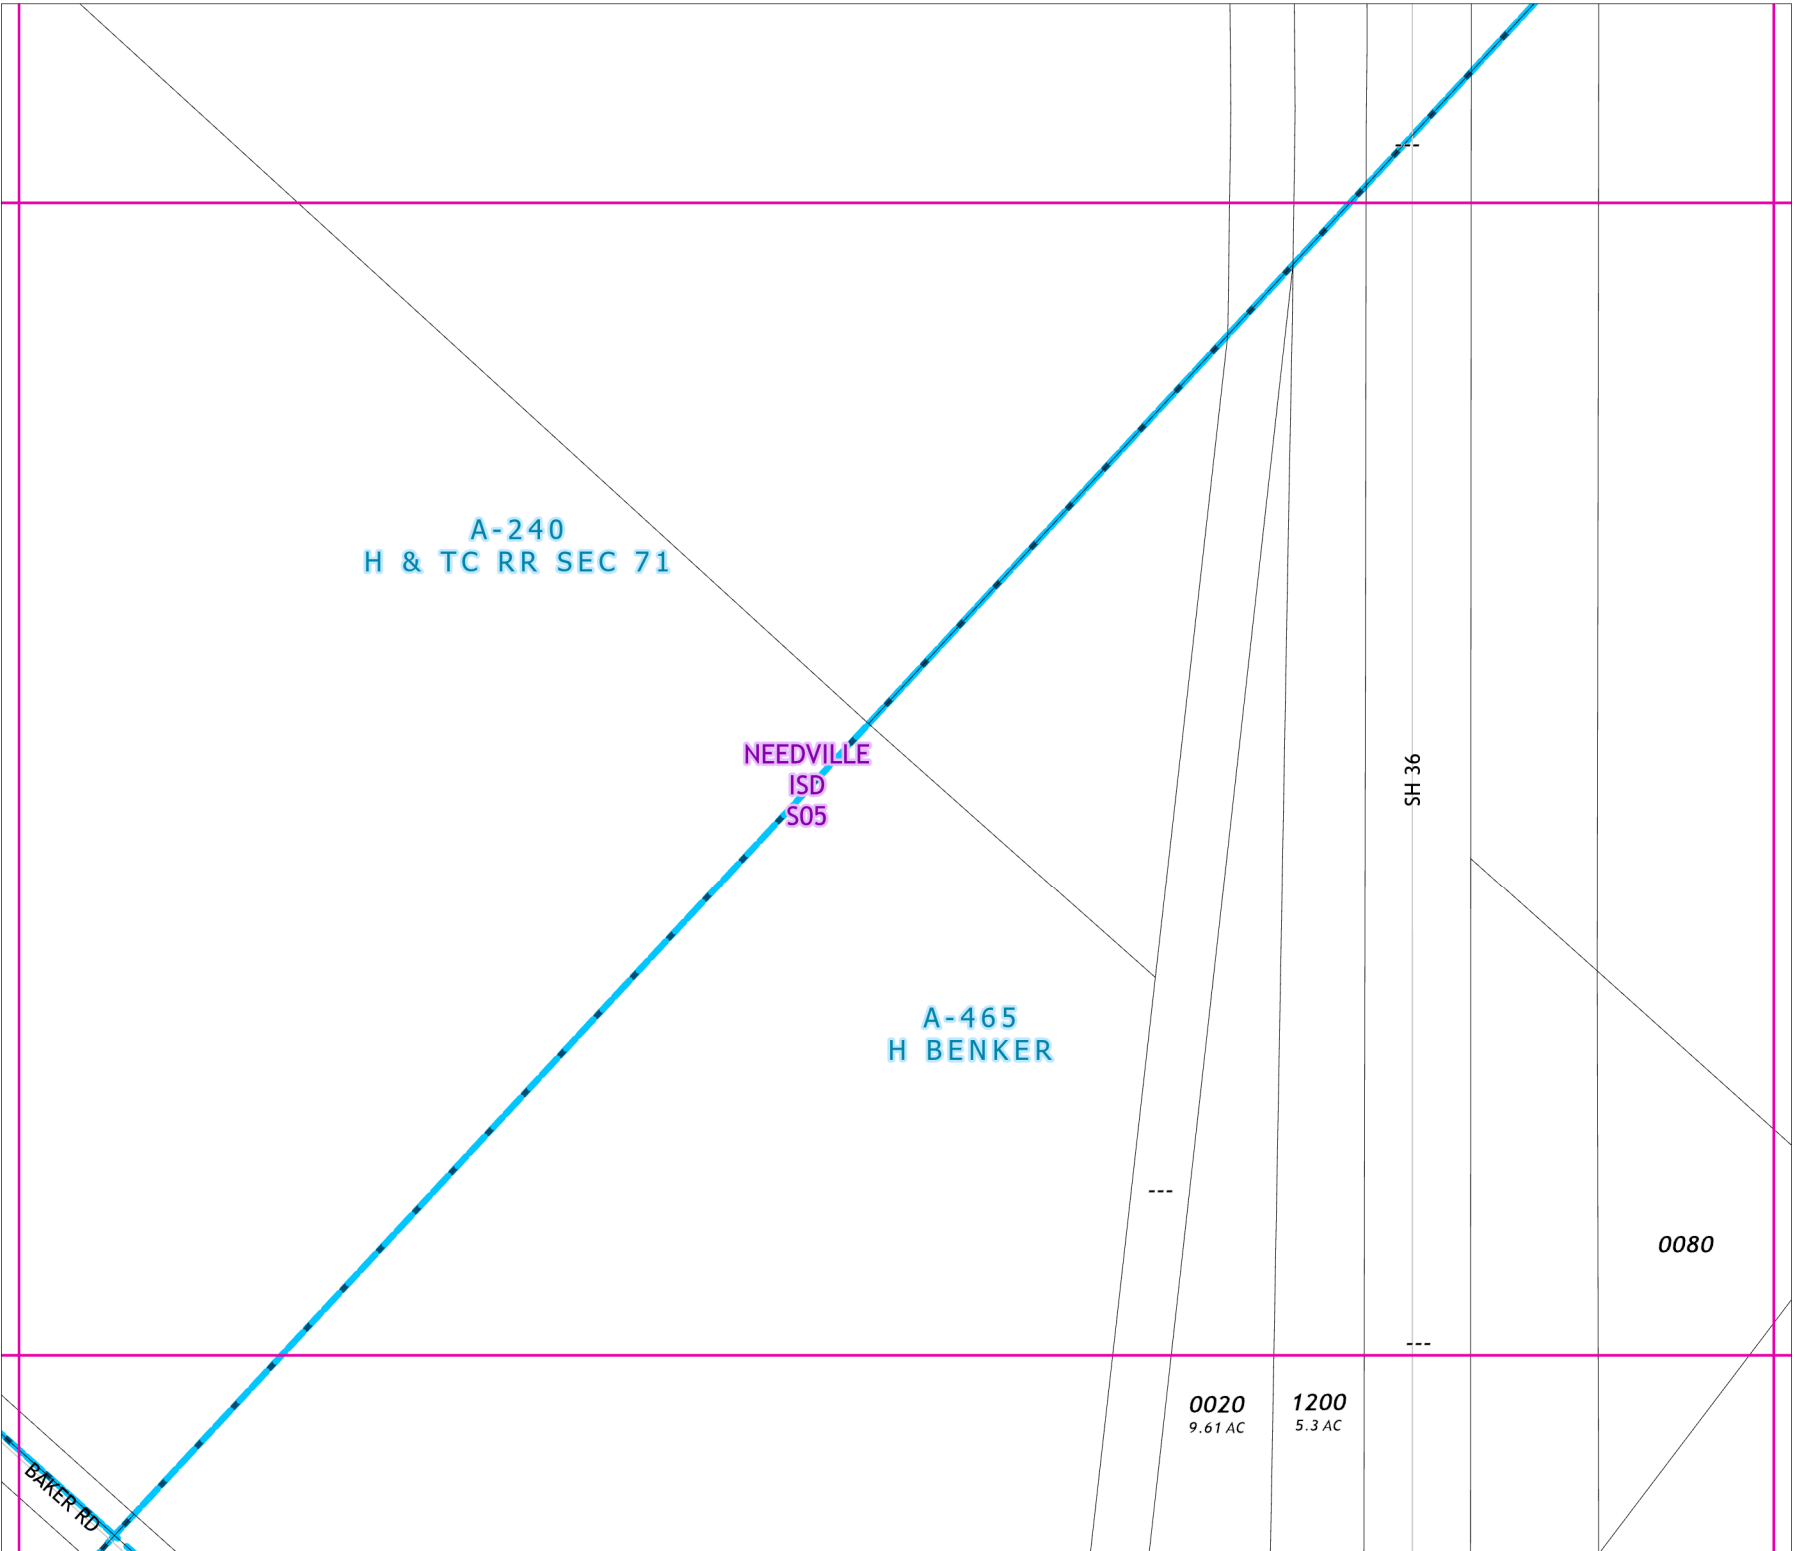 ---
A-240
H & TC RR SEC 71
NEEDVILLE
ISD
S05
SH 36
A-465
H BENKER
---
0080
---
0020
9.61 AC
1200
5.3 AC
BAKER RD